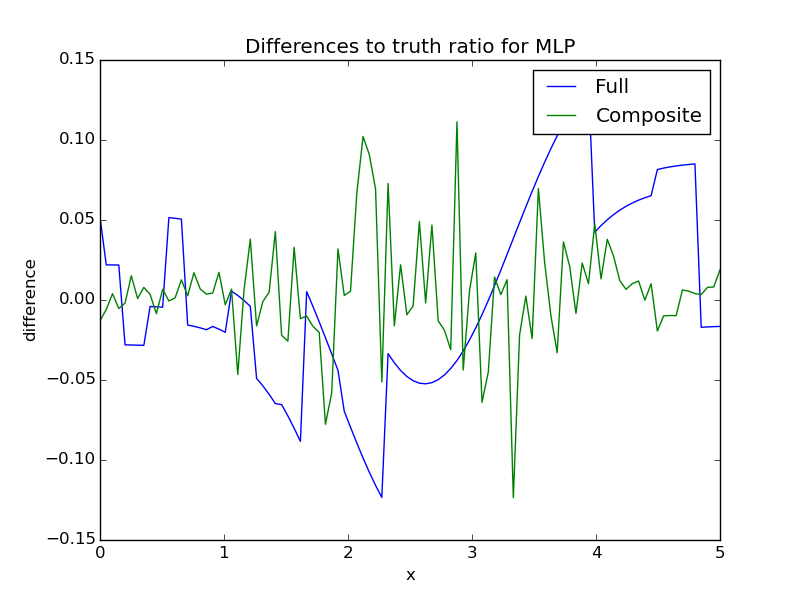 Differences to truth ratio for MLP
0.15
0.10
0.05
0.00
−0.05
−0.10
−0.15
difference
Full
Composite
0 1 2 3 4 5
x